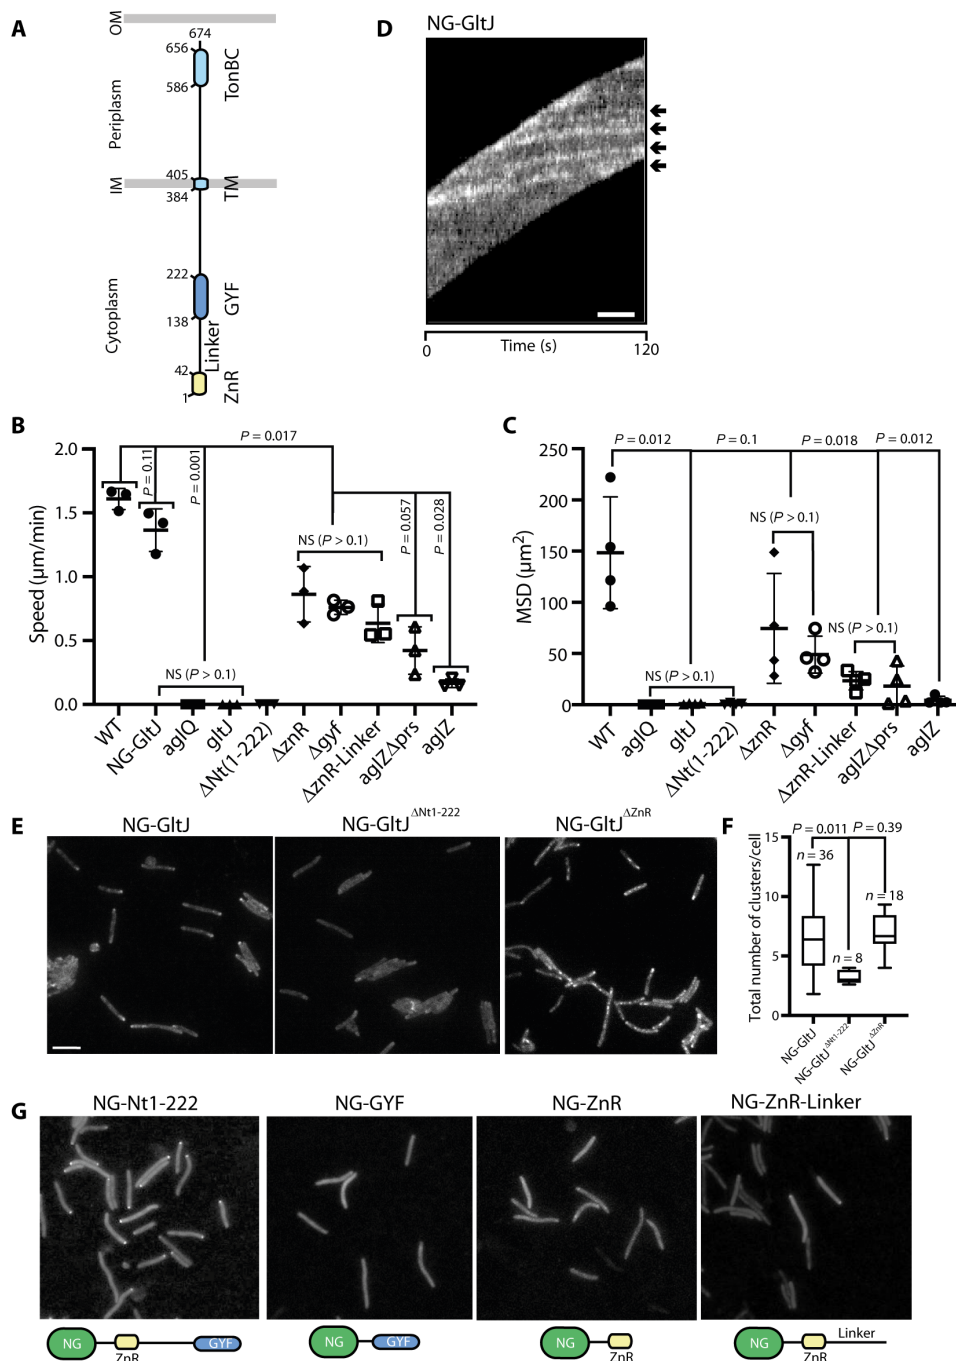 A
OM
674
656
TonBC
586
Periplasm
405
IM
TM
384
222
GYF
Cytoplasm
138
Linker
42
ZnR
1
D
NG-GltJ
0
Time (s)
120
B
Speed (µm/min)
2.0
1.5
1.0
0.5
0.0
P = 0.017
P = 0.11
P = 0.001
NS (P > 0.1)
P = 0.057
P = 0.028
NS (P > 0.1)
WT
NG-GltJ
aglQ
gltJ
ΔNt(1-222)
ΔznR
Δgyf
ΔznR-Linker
aglZΔprs
aglZ
C
MSD (µm²)
250
200
150
100
50
0
P = 0.012
P = 0.1
P = 0.018
P = 0.012
NS (P > 0.1)
NS (P > 0.1)
NS (P > 0.1)
WT
aglQ
gltJ
ΔNt(1-222)
ΔznR
Δgyf
ΔznR-Linker
aglZΔprs
aglZ
E
NG-GltJ
NG-GltJ^ΔNt1-222
NG-GltJ^ΔZnR
F
Total number of clusters/cell
15
10
5
0
P = 0.011
P = 0.39
n = 36
n = 18
n = 8
NG-GltJ
NG-GltJ^ΔNt1-222
NG-GltJ^ΔZnR
G
NG-Nt1-222
NG-GYF
NG-ZnR
NG-ZnR-Linker
NG
ZnR
GYF
NG
GYF
NG
ZnR
NG
ZnR
Linker